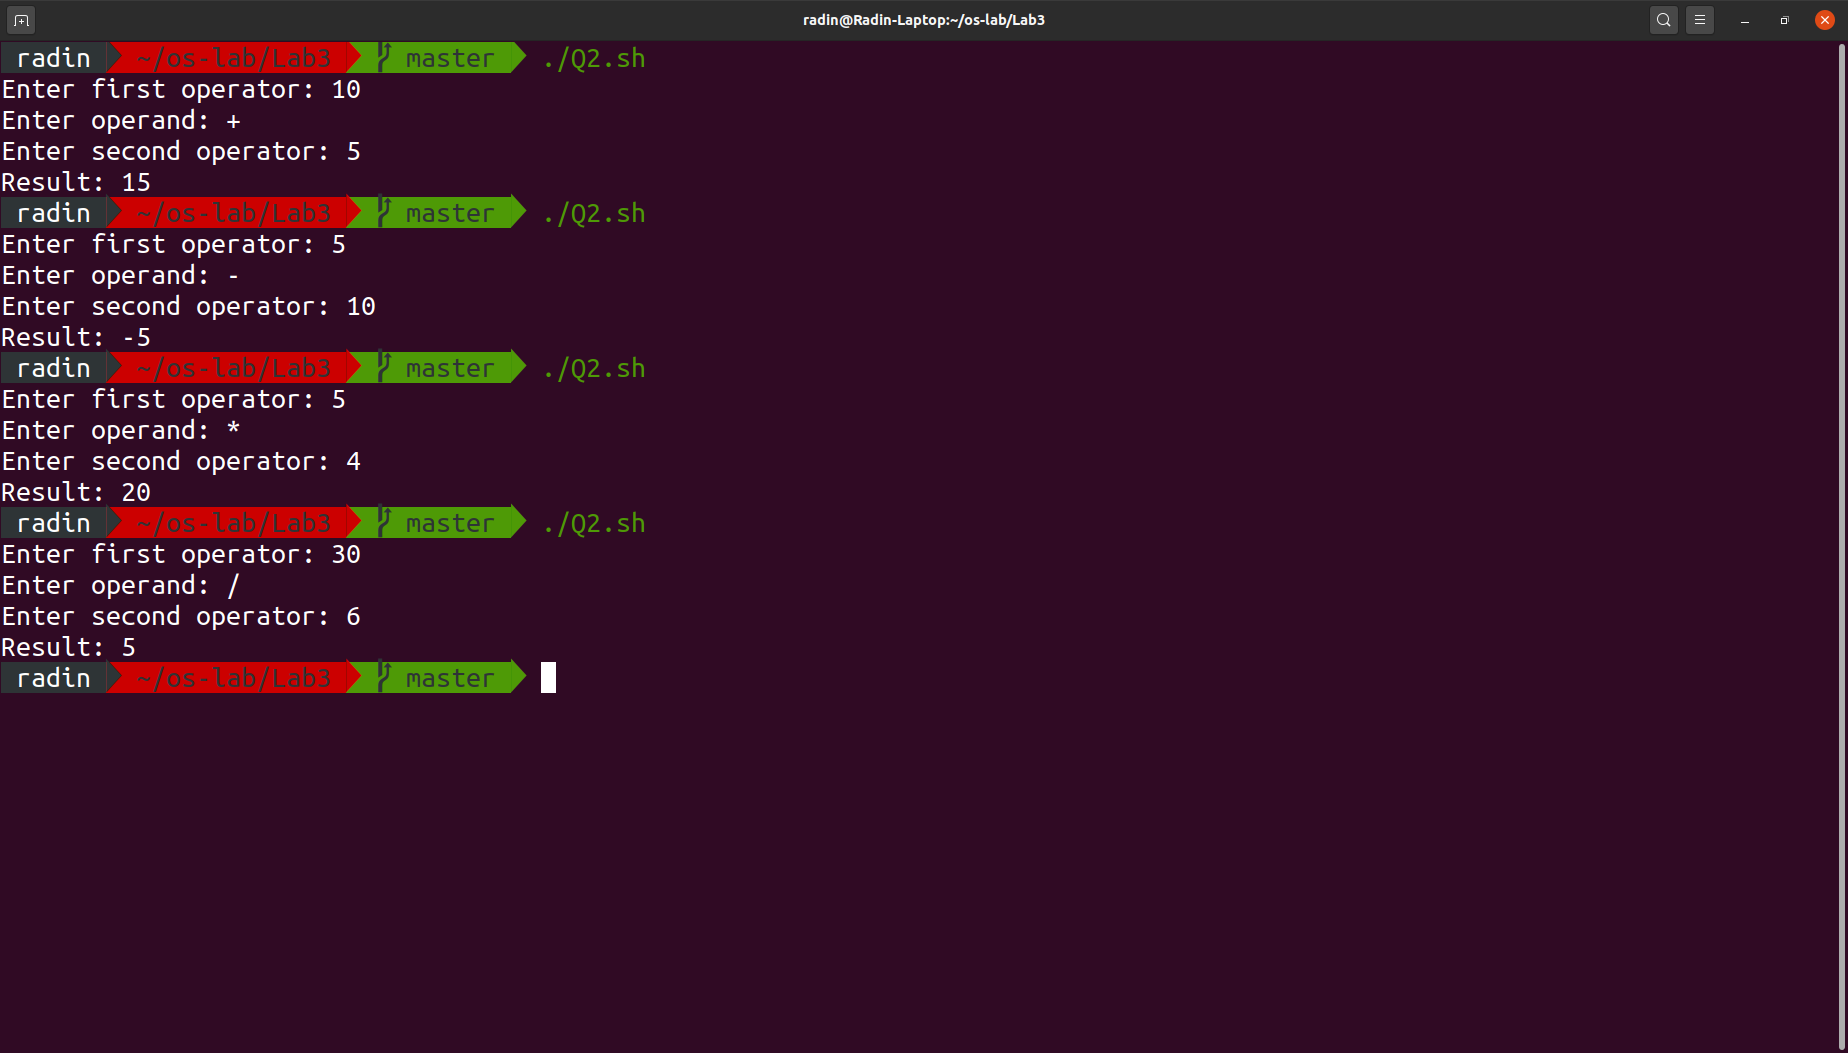 radin@Radin-Laptop:~/os-lab/Lab3
radin ~/os-lab/Lab3 master ./Q2.sh
Enter first operator: 10
Enter operand: +
Enter second operator: 5
Result: 15
radin ~/os-lab/Lab3 master ./Q2.sh
Enter first operator: 5
Enter operand: -
Enter second operator: 10
Result: -5
radin ~/os-lab/Lab3 master ./Q2.sh
Enter first operator: 5
Enter operand: *
Enter second operator: 4
Result: 20
radin ~/os-lab/Lab3 master ./Q2.sh
Enter first operator: 30
Enter operand: /
Enter second operator: 6
Result: 5
radin ~/os-lab/Lab3 master